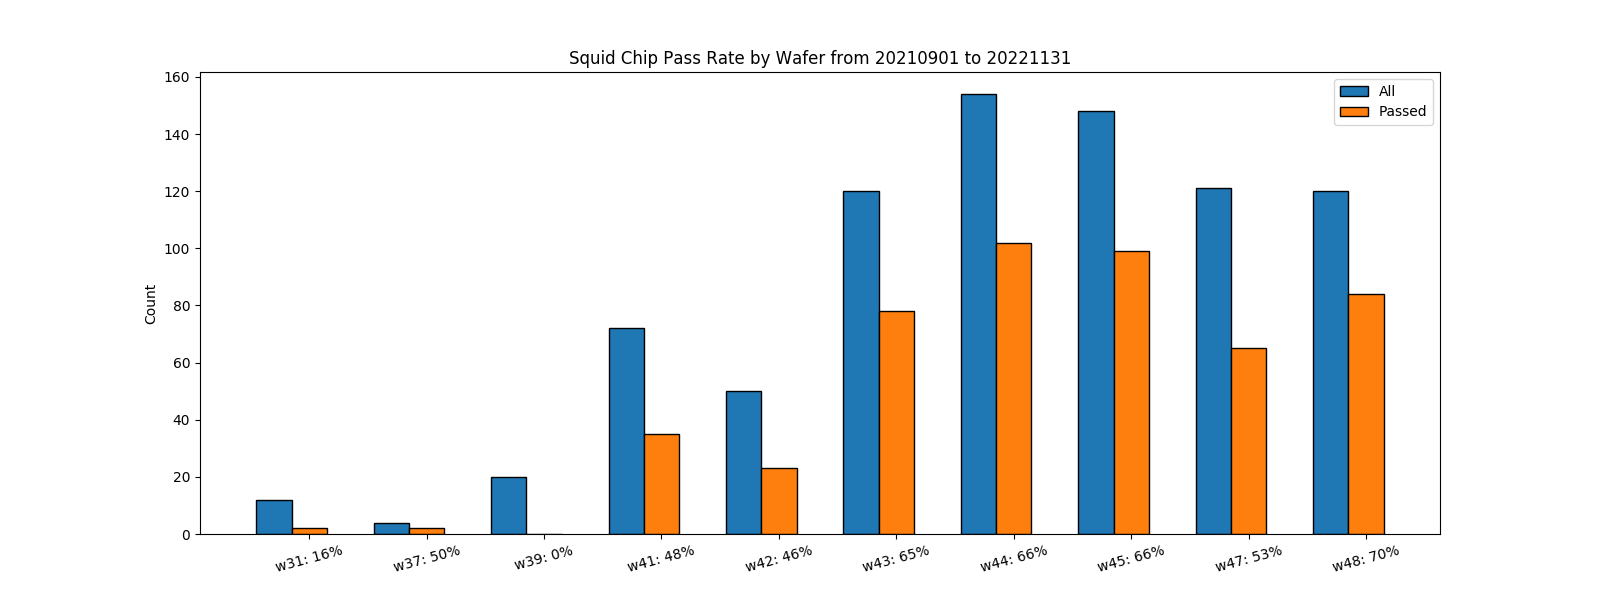 Squid Chip Pass Rate by Wafer from 20210901 to 20221131
160
140
120
100
80
60
40
20
0
Count
All
Passed
w31: 16%
w37: 50%
w39: 0%
w41: 48%
w42: 46%
w43: 65%
w44: 66%
w45: 66%
w47: 53%
w48: 70%